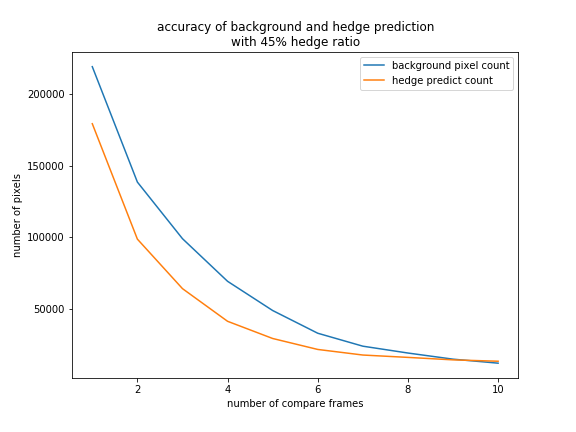 accuracy of background and hedge prediction
with 45% hedge ratio
background pixel count
hedge predict count
number of pixels
200000
150000
100000
50000
2
4
6
8
10
number of compare frames